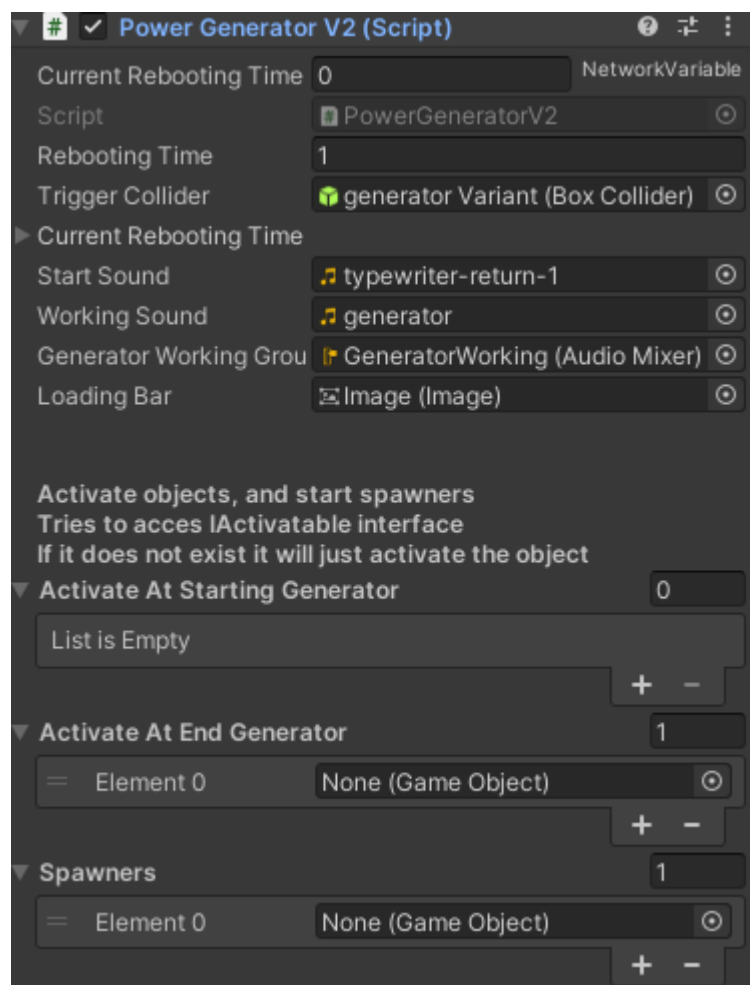 Power Generator V2 (Script)
Current Rebooting Time 0 NetworkVariable
Script PowerGeneratorV2
Rebooting Time 1
Trigger Collider generator Variant (Box Collider)
Current Rebooting Time
Start Sound typewriter-return-1
Working Sound generator
Generator Working Grou GeneratorWorking (Audio Mixer)
Loading Bar Image (Image)
Activate objects, and start spawners
Tries to acces IActivatable interface
If it does not exist it will just activate the object
Activate At Starting Generator 0
List is Empty
+ −
Activate At End Generator 1
Element 0 None (Game Object)
+ −
Spawners 1
Element 0 None (Game Object)
+ −